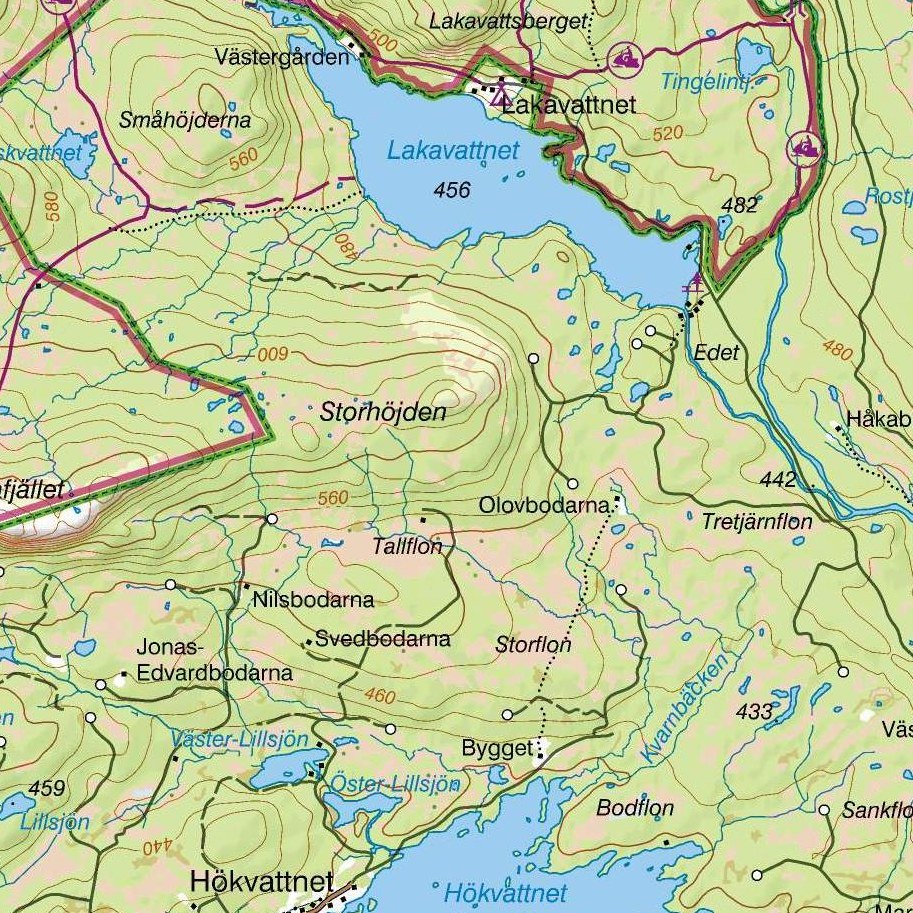 Lakavattsberget
500
Västergården
Tingelintj.
Lakavattnet
Småhöjderna
520
Lakavattnet
skvattnet
560
456
580
482
Rostj
480
Edet
480
600
Håkab
Storhöjden
fjället
442
560
Olovbodarna
Tretjärnflon
Tallflon
Nilsbodarna
Svedbodarna
Jonas-
Edvardbodarna
Storflon
460
Kvarnbäcken
433
en
Väster-Lillsjön
Bygget
Väs
Öster-Lillsjön
459
Bodflon
Sankflo
Lillsjön
440
Hökvattnet
Hökvattnet